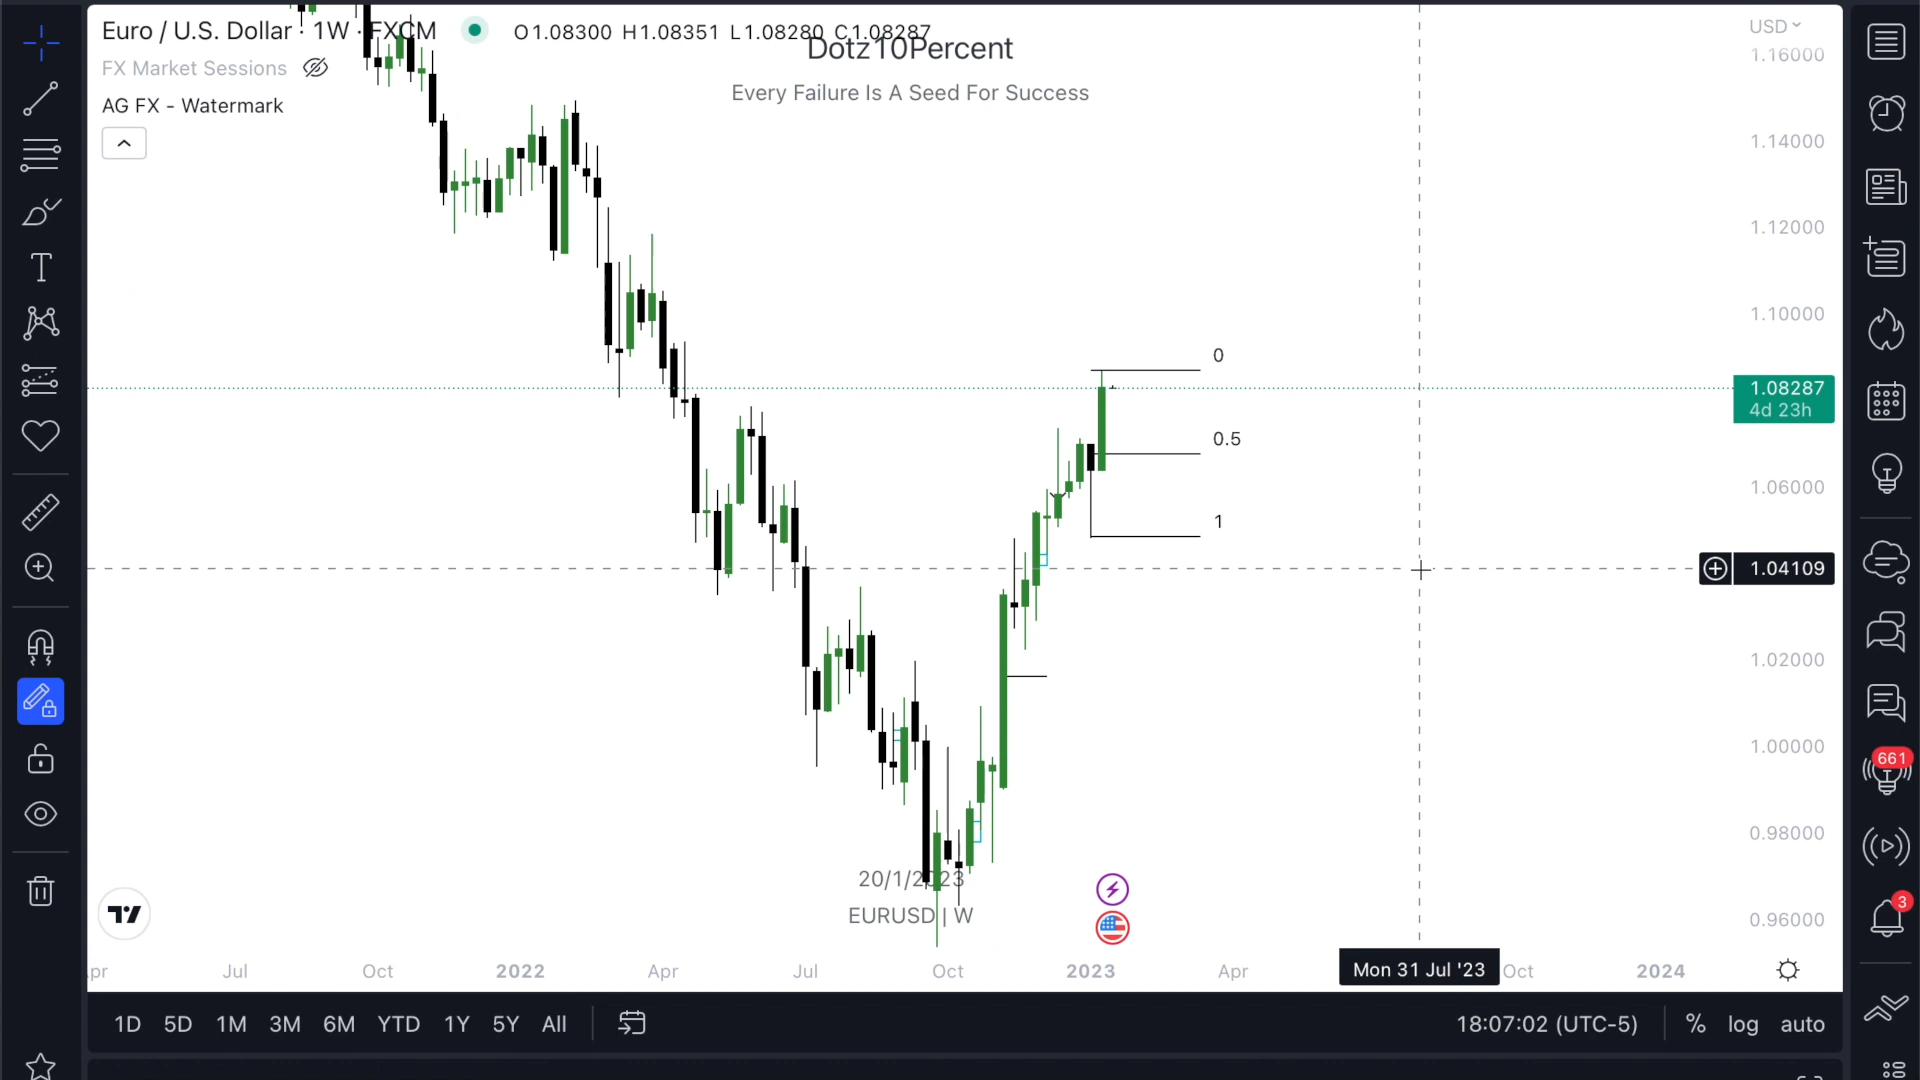 Euro / U.S. Dollar · 1W · FXCM O1.08300 H1.08351 L1.08280 C1.08287
Dotz10Percent
FX Market Sessions
Every Failure Is A Seed For Success
AG FX - Watermark
USD
1.16000
1.14000
1.12000
1.10000
1.08287
4d 23h
1.06000
1.04109
1.02000
1.00000
0.98000
0.96000
0
0.5
1
20/1/2023
EURUSD | W
661
3
Jul Oct 2022 Apr Jul Oct 2023 Apr Mon 31 Jul '23 Oct 2024
1D 5D 1M 3M 6M YTD 1Y 5Y All 18:07:02 (UTC-5) % log auto